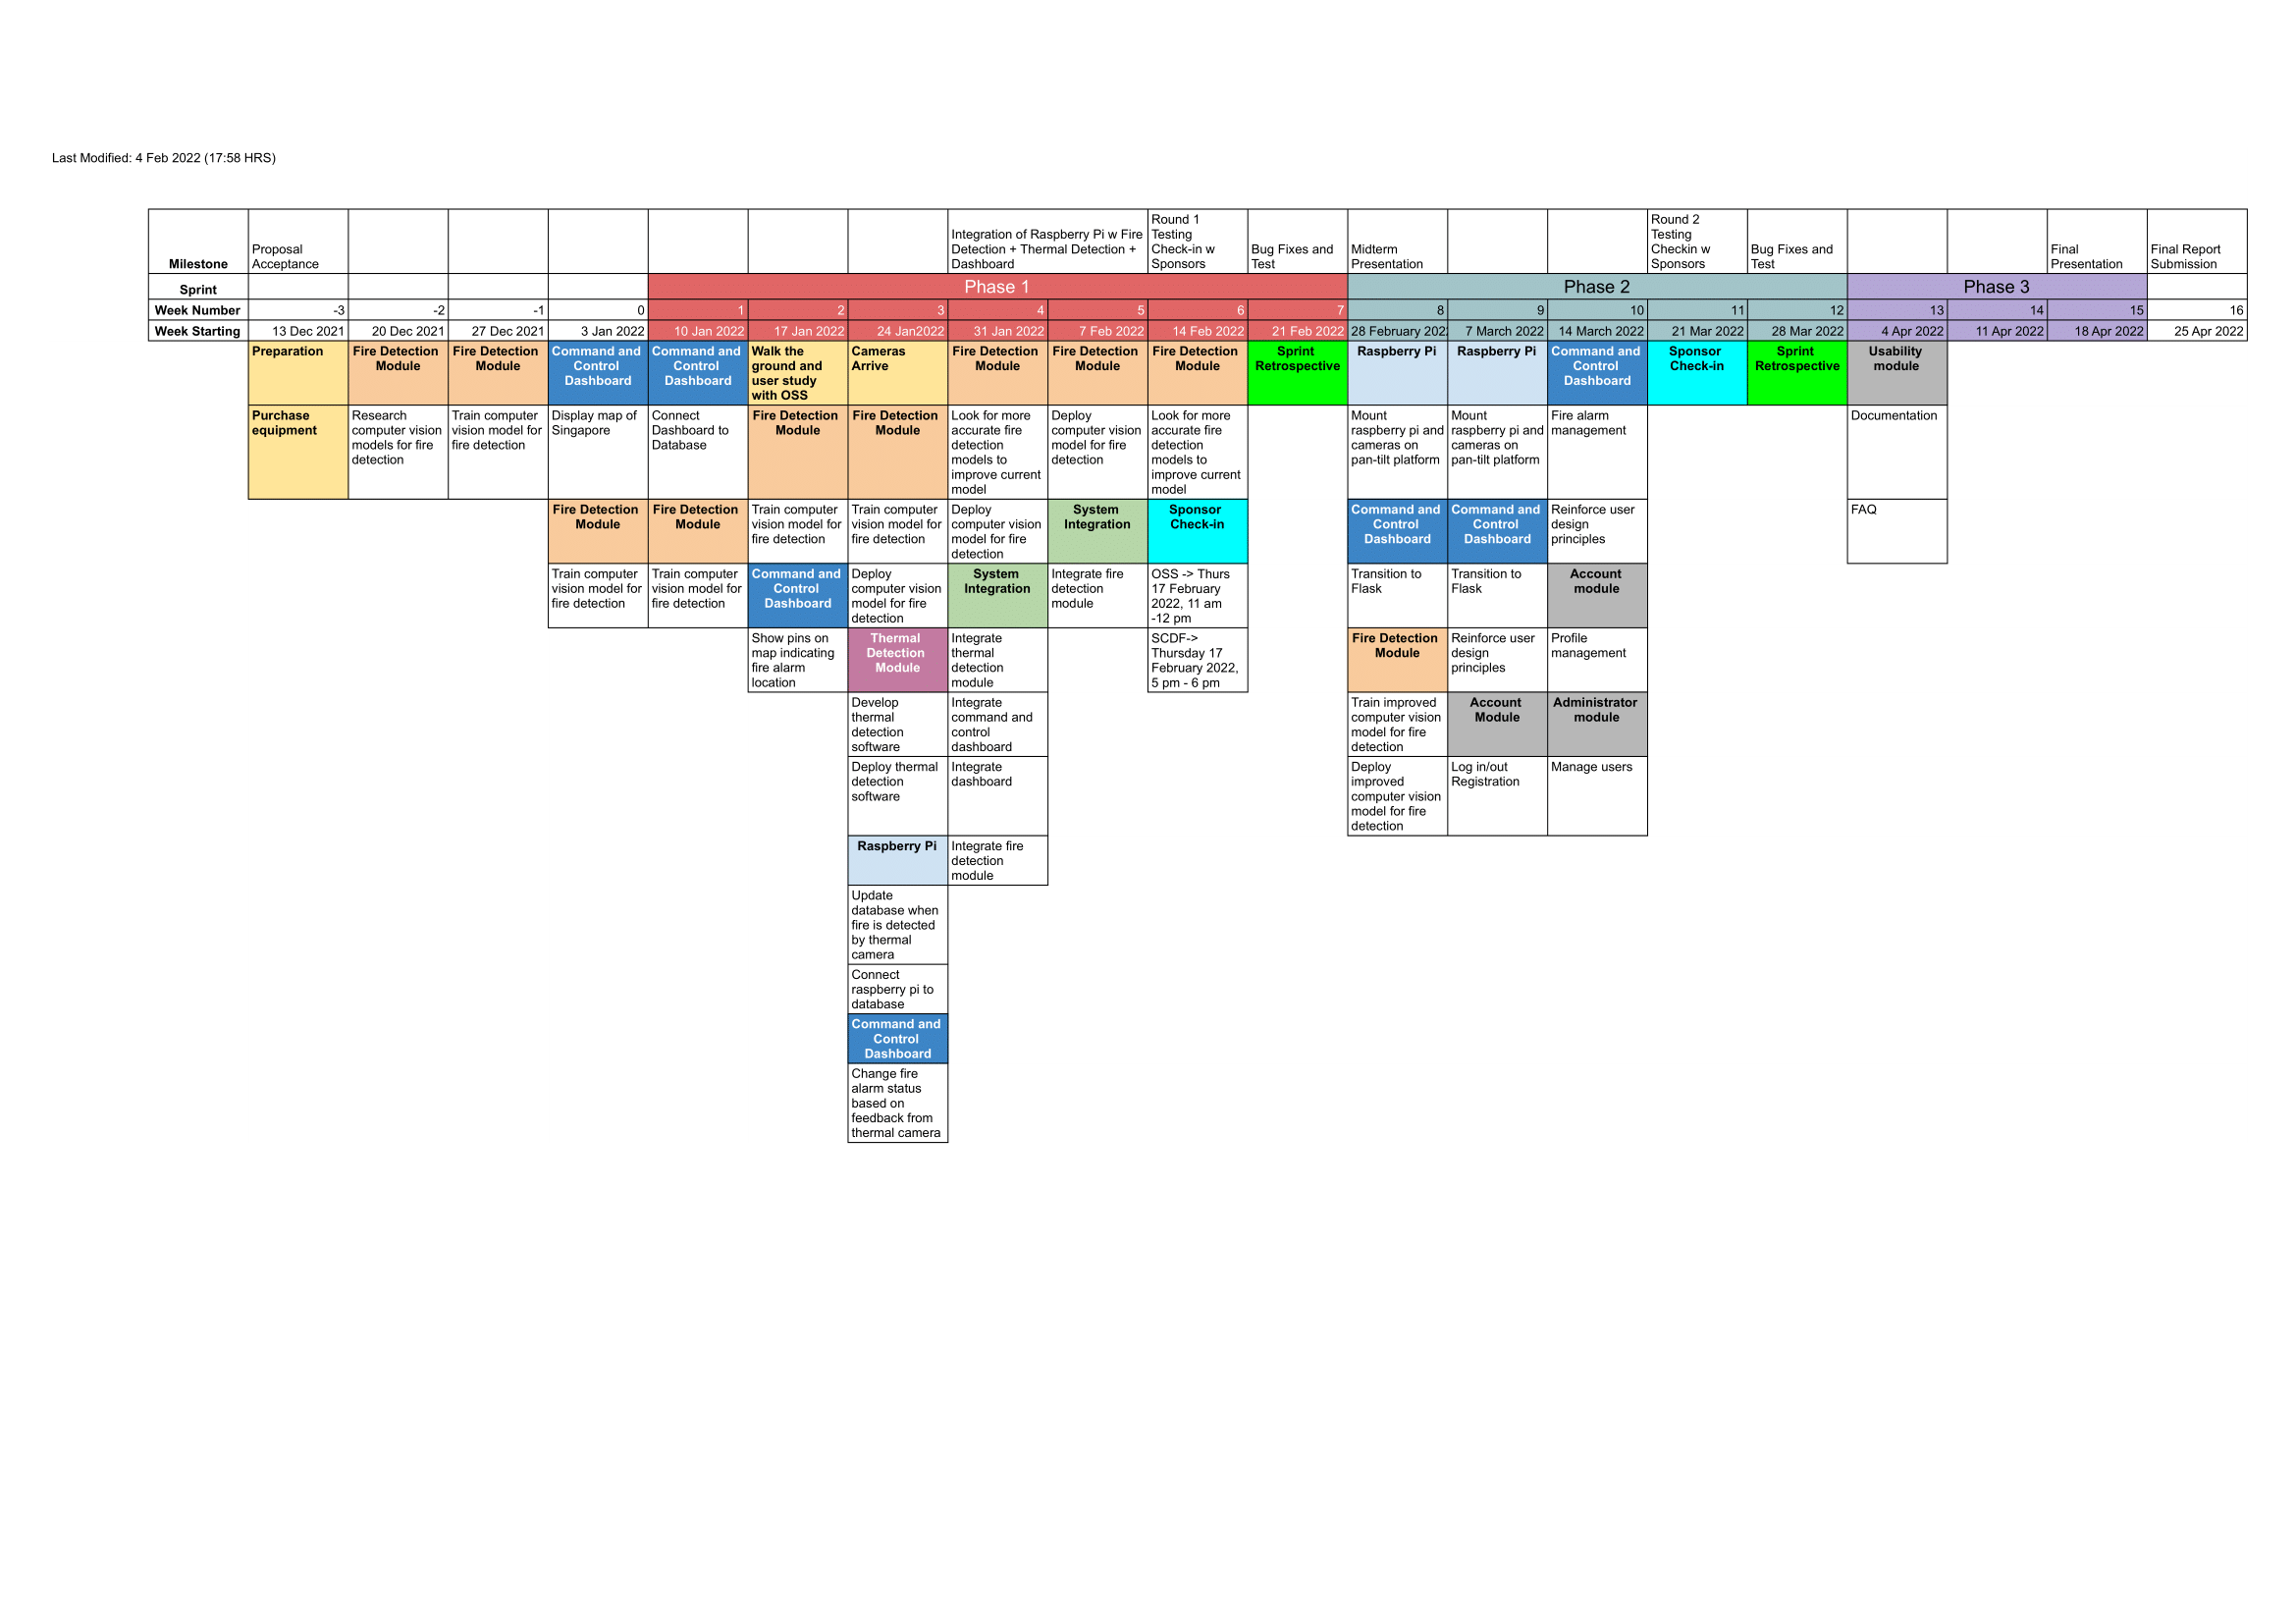 Last Modified: 4 Feb 2022 (17:58 HRS)
Milestone
Proposal
Acceptance
Integration of Raspberry Pi w Fire
Detection + Thermal Detection +
Dashboard
Round 1
Testing
Check-in w
Sponsors
Bug Fixes and
Test
Midterm
Presentation
Round 2
Testing
Checkin w
Sponsors
Bug Fixes and
Test
Final
Presentation
Final Report
Submission
Sprint
Phase 1
Phase 2
Phase 3
Week Number -3 -2 -1 0 1 2 3 4 5 6 7 8 9 10 11 12 13 14 15 16
Week Starting 13 Dec 2021 20 Dec 2021 27 Dec 2021 3 Jan 2022 10 Jan 2022 17 Jan 2022 24 Jan2022 31 Jan 2022 7 Feb 2022 14 Feb 2022 21 Feb 2022 28 February 202 7 March 2022 14 March 2022 21 Mar 2022 28 Mar 2022 4 Apr 2022 11 Apr 2022 18 Apr 2022 25 Apr 2022
Preparation
Purchase
equipment
Fire Detection
Module
Research
computer vision
models for fire
detection
Fire Detection
Module
Train computer
vision model for
fire detection
Command and
Control
Dashboard
Display map of
Singapore
Fire Detection
Module
Train computer
vision model for
fire detection
Command and
Control
Dashboard
Connect
Dashboard to
Database
Fire Detection
Module
Train computer
vision model for
fire detection
Walk the
ground and
user study
with OSS
Fire Detection
Module
Train computer
vision model for
fire detection
Command and
Control
Dashboard
Show pins on
map indicating
fire alarm
location
Cameras
Arrive
Fire Detection
Module
Train computer
vision model for
fire detection
Deploy
computer vision
model for fire
detection
Thermal
Detection
Module
Develop
thermal
detection
software
Deploy thermal
detection
software
Raspberry Pi
Update
database when
fire is detected
by thermal
camera
Connect
raspberry pi to
database
Command and
Control
Dashboard
Change fire
alarm status
based on
feedback from
thermal camera
Fire Detection
Module
Look for more
accurate fire
detection
models to
improve current
model
Deploy
computer vision
model for fire
detection
System
Integration
Integrate
thermal
detection
module
Integrate
command and
control
dashboard
Integrate
dashboard
Integrate fire
detection
module
Fire Detection
Module
Deploy
computer vision
model for fire
detection
System
Integration
Integrate fire
detection
module
Fire Detection
Module
Look for more
accurate fire
detection
models to
improve current
model
Sponsor
Check-in
OSS -> Thurs
17 February
2022, 11 am
-12 pm
SCDF->
Thursday 17
February 2022,
5 pm - 6 pm
Sprint
Retrospective
Raspberry Pi
Mount
raspberry pi and
cameras on
pan-tilt platform
Command and
Control
Dashboard
Transition to
Flask
Fire Detection
Module
Train improved
computer vision
model for fire
detection
Deploy
improved
computer vision
model for fire
detection
Raspberry Pi
Mount
raspberry pi and
cameras on
pan-tilt platform
Command and
Control
Dashboard
Transition to
Flask
Reinforce user
design
principles
Account
Module
Log in/out
Registration
Command and
Control
Dashboard
Fire alarm
management
Reinforce user
design
principles
Account
module
Profile
management
Administrator
module
Manage users
Sponsor
Check-in
Sprint
Retrospective
Usability
module
Documentation
FAQ